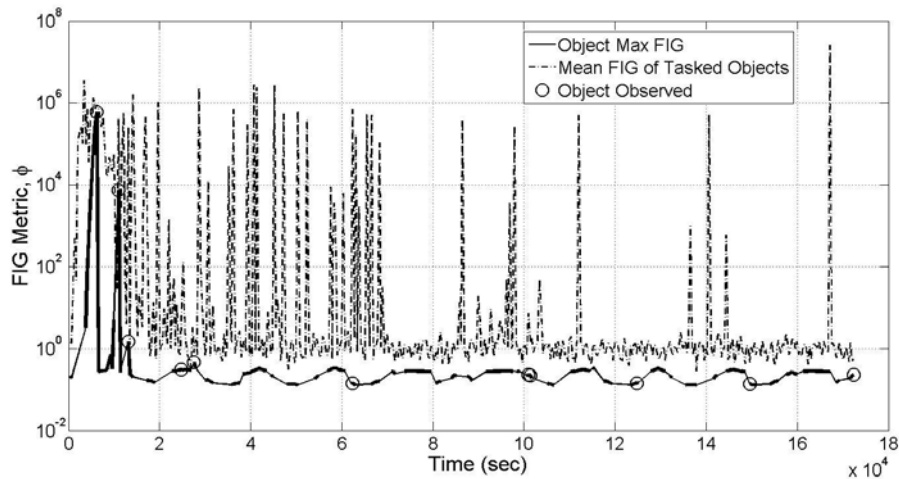 10^8
10^6
10^4
10^2
10^0
10^-2
FIG Metric, ϕ
Object Max FIG
Mean FIG of Tasked Objects
Object Observed
0 2 4 6 8 10 12 14 16 18
Time (sec)
x 10^4